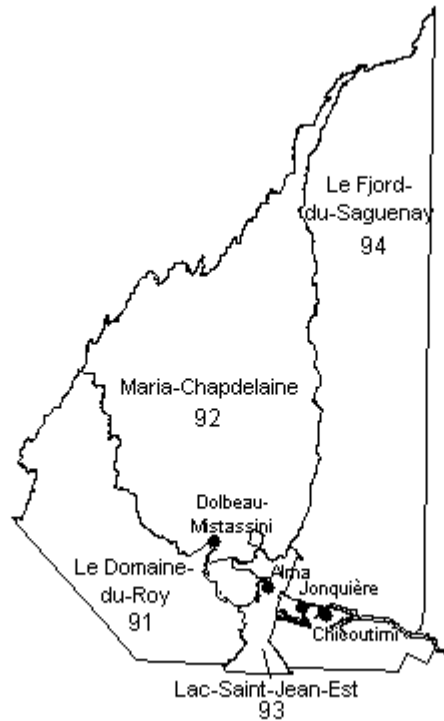 Le Fjord-
du-Saguenay
94
Maria-Chapdelaine
92
Dolbeau-
Mistassini
Le Domaine-
du-Roy
91
Alma
Jonquière
Chicoutimi
Lac-Saint-Jean-Est
93